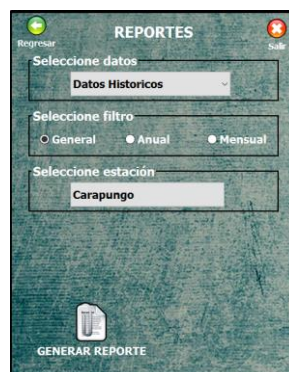 REPORTES
Regresar
Salir
Seleccione datos
Datos Historicos
Seleccione filtro
General Anual Mensual
Seleccione estación
Carapungo
GENERAR REPORTE